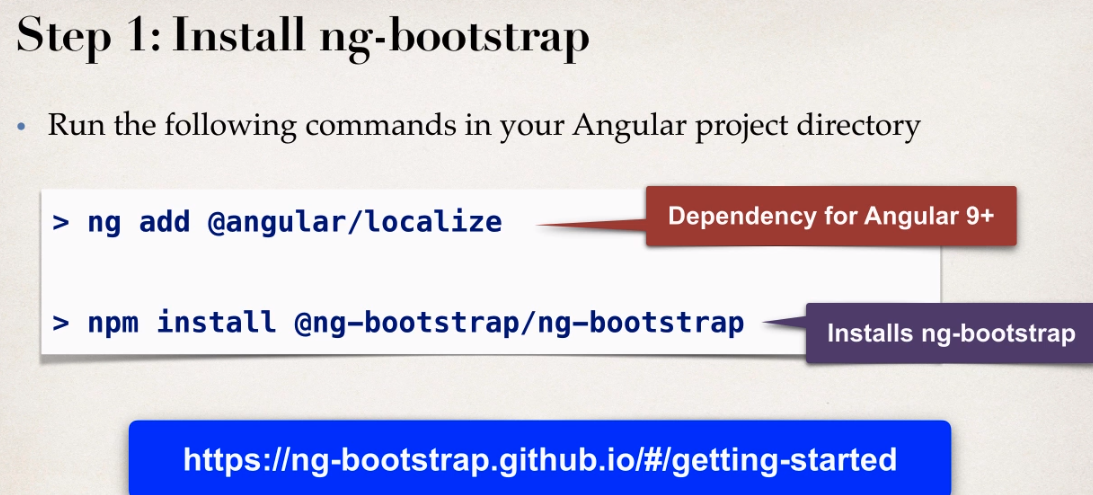 Step 1: Install ng-bootstrap
• Run the following commands in your Angular project directory
> ng add @angular/localize
Dependency for Angular 9+
> npm install @ng-bootstrap/ng-bootstrap
Installs ng-bootstrap
https://ng-bootstrap.github.io/#/getting-started